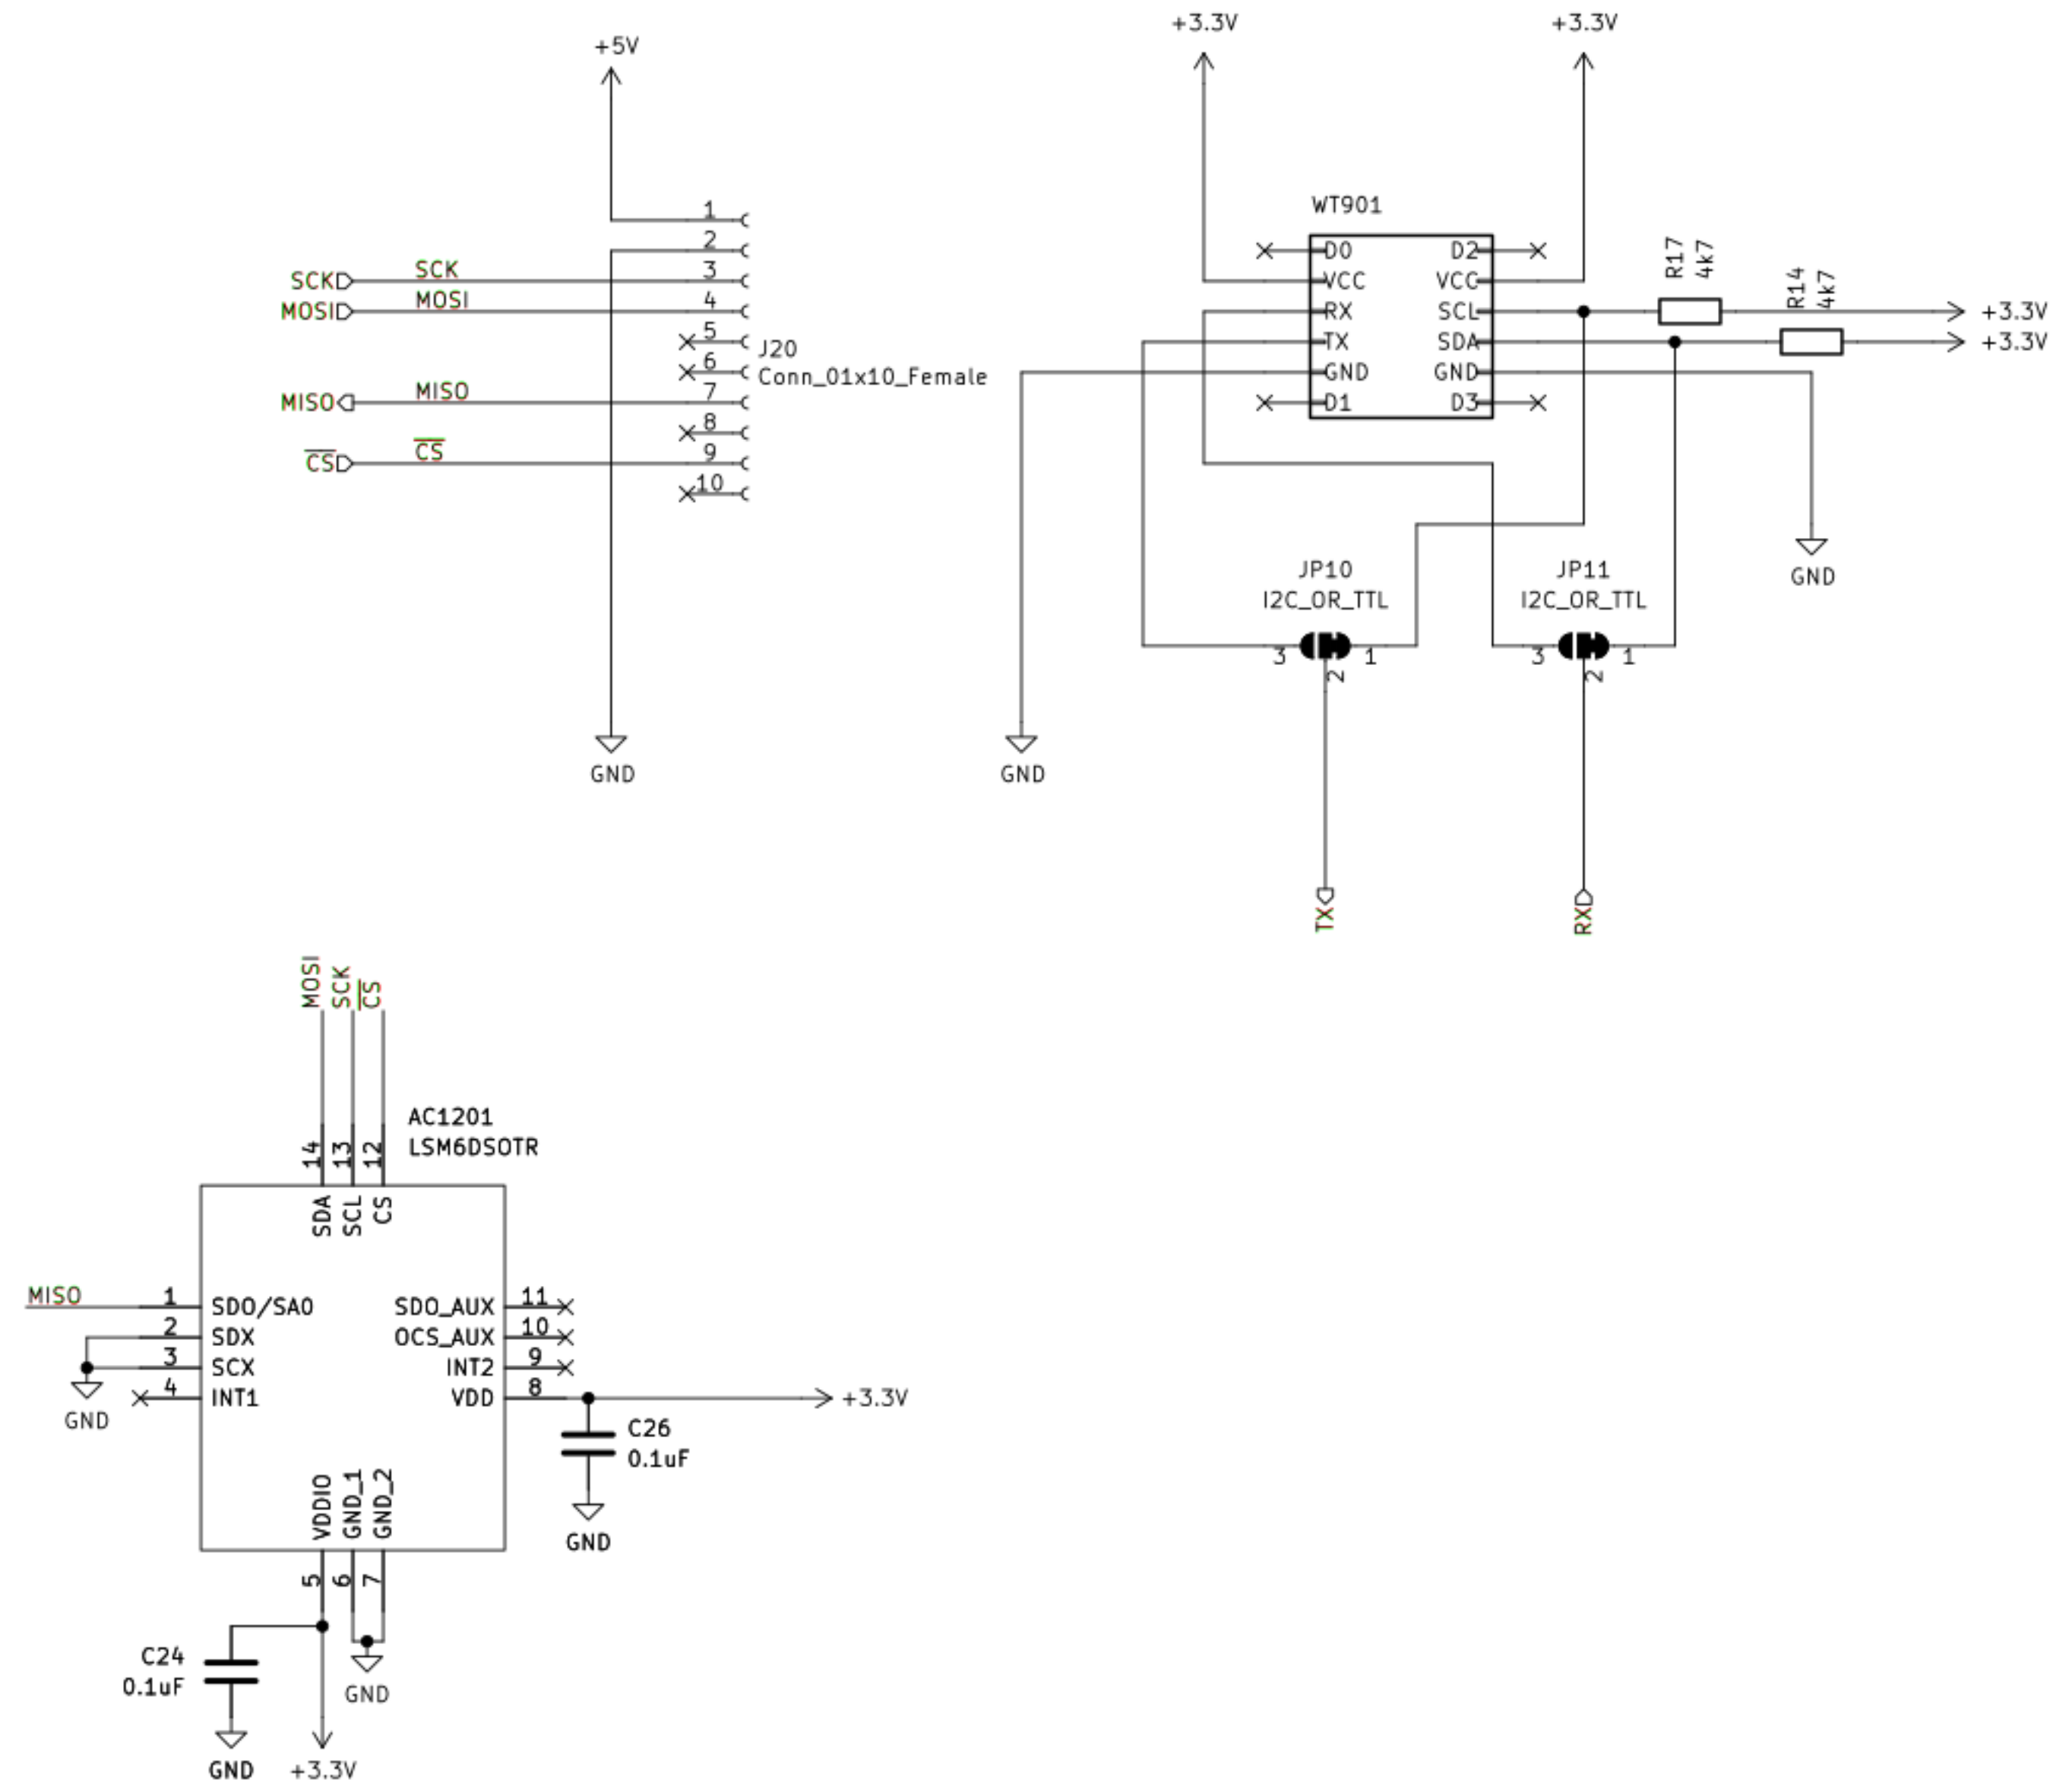 +5V
1
2
SCK
SCK
3
MOSI
MOSI
4
5
J20
6
Conn_01x10_Female
MISO
MISO
7
8
CS
CS
9
10
GND
+3.3V
+3.3V
WT901
D0
D2
VCC
VCC
RX
SCL
TX
SDA
GND
GND
D1
D3
R17
4k7
R14
4k7
+3.3V
+3.3V
GND
GND
JP10
I2C_OR_TTL
3
2
1
JP11
I2C_OR_TTL
3
2
1
TX
RX
MOSI
SCK
CS
AC1201
LSM6DSOTR
14
13
12
SDA
SCL
CS
MISO
1
SDO/SA0
2
SDX
3
SCX
4
INT1
GND
SDO_AUX
11
OCS_AUX
10
INT2
9
VDD
8
+3.3V
C26
0.1uF
GND
VDDIO
GND_1
GND_2
5
6
7
C24
0.1uF
GND
GND
+3.3V